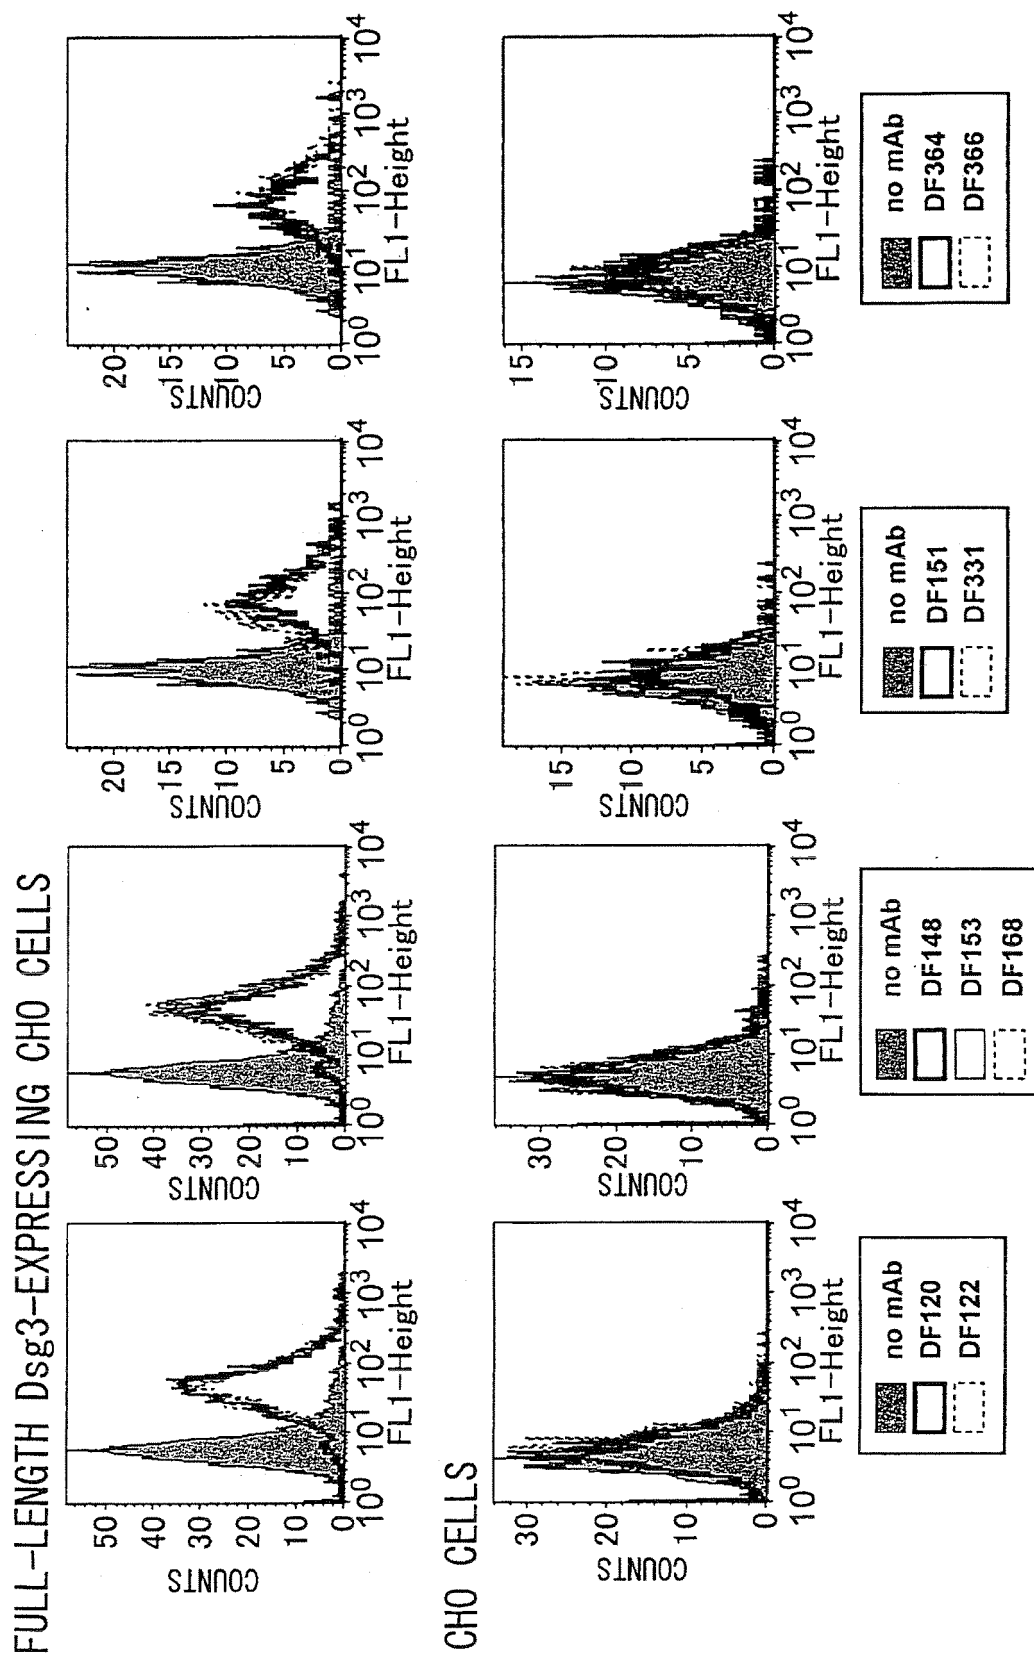 FULL-LENGTH Dsg3-EXPRESSING CHO CELLS
COUNTS
50
40
30
20
10
0
10^0 10^1 10^2 10^3 10^4
FL1-Height
COUNTS
50
40
30
20
10
0
10^0 10^1 10^2 10^3 10^4
FL1-Height
COUNTS
20
15
10
5
0
10^0 10^1 10^2 10^3 10^4
FL1-Height
COUNTS
20
15
10
5
0
10^0 10^1 10^2 10^3 10^4
FL1-Height
CHO CELLS
COUNTS
30
20
10
0
10^0 10^1 10^2 10^3 10^4
FL1-Height
COUNTS
30
20
10
0
10^0 10^1 10^2 10^3 10^4
FL1-Height
COUNTS
15
10
5
0
10^0 10^1 10^2 10^3 10^4
FL1-Height
COUNTS
15
10
5
0
10^0 10^1 10^2 10^3 10^4
FL1-Height
no mAb
DF120
DF122
no mAb
DF148
DF153
DF168
no mAb
DF151
DF331
no mAb
DF364
DF366